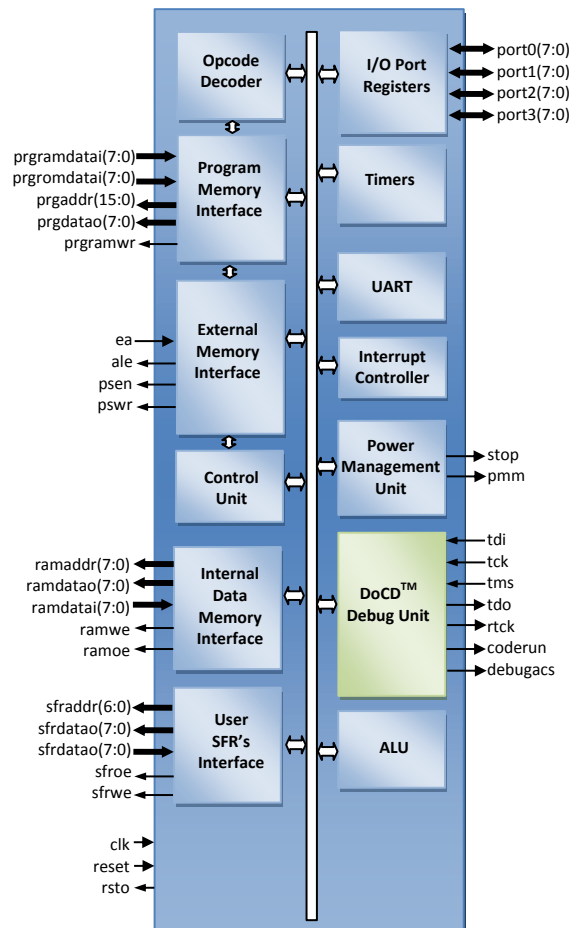 Opcode
Decoder
prgramdatai(7:0)
prgromdatai(7:0)
prgaddr(15:0)
prgdatao(7:0)
prgramwr
Program
Memory
Interface
ea
ale
psen
pswr
External
Memory
Interface
Control
Unit
ramaddr(7:0)
ramdatao(7:0)
ramdatai(7:0)
ramwe
ramoe
Internal
Data
Memory
Interface
sfraddr(6:0)
sfrdatao(7:0)
sfrdatao(7:0)
sfroe
sfrwe
User
SFR's
Interface
clk
reset
rsto
I/O Port
Registers
port0(7:0)
port1(7:0)
port2(7:0)
port3(7:0)
Timers
UART
Interrupt
Controller
Power
Management
Unit
stop
pmm
DoCD™
Debug Unit
tdi
tck
tms
tdo
rtck
coderun
debugacs
ALU